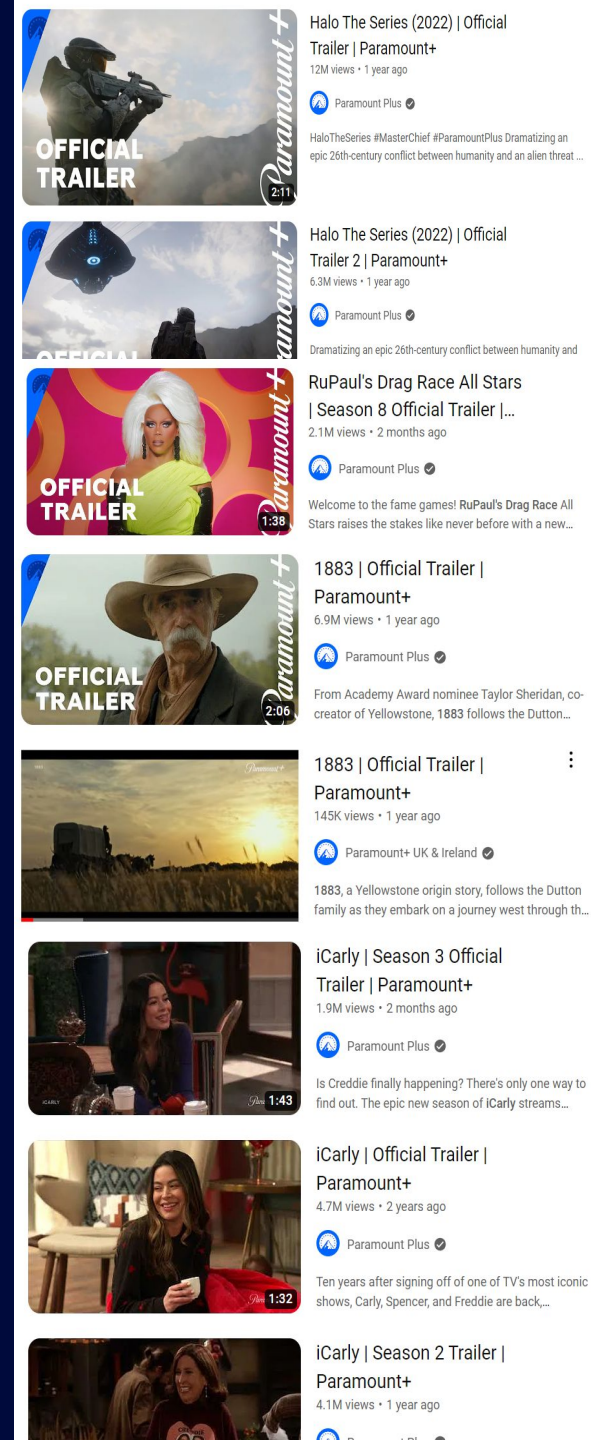 OFFICIAL
TRAILER
Paramount+
2:11
Halo The Series (2022) | Official
Trailer | Paramount+
12M views • 1 year ago
Paramount Plus
HaloTheSeries #MasterChief #ParamountPlus Dramatizing an
epic 26th-century conflict between humanity and an alien threat ...
OFFICIAL
Paramount+
Halo The Series (2022) | Official
Trailer 2 | Paramount+
6.3M views • 1 year ago
Paramount Plus
Dramatizing an epic 26th-century conflict between humanity and
OFFICIAL
TRAILER
Paramount+
1:38
RuPaul's Drag Race All Stars
| Season 8 Official Trailer |...
2.1M views • 2 months ago
Paramount Plus
Welcome to the fame games! RuPaul's Drag Race All
Stars raises the stakes like never before with a new...
OFFICIAL
TRAILER
Paramount+
2:06
1883 | Official Trailer |
Paramount+
6.9M views • 1 year ago
Paramount Plus
From Academy Award nominee Taylor Sheridan, co-
creator of Yellowstone, 1883 follows the Dutton...
Paramount+
1883 | Official Trailer |
Paramount+
145K views • 1 year ago
Paramount+ UK & Ireland
1883, a Yellowstone origin story, follows the Dutton
family as they embark on a journey west through th...
iCARLY
1:43
iCarly | Season 3 Official
Trailer | Paramount+
1.9M views • 2 months ago
Paramount Plus
Is Creddie finally happening? There's only one way to
find out. The epic new season of iCarly streams...
1:32
iCarly | Official Trailer |
Paramount+
4.7M views • 2 years ago
Paramount Plus
Ten years after signing off of one of TV's most iconic
shows, Carly, Spencer, and Freddie are back,...
iCarly | Season 2 Trailer |
Paramount+
4.1M views • 1 year ago